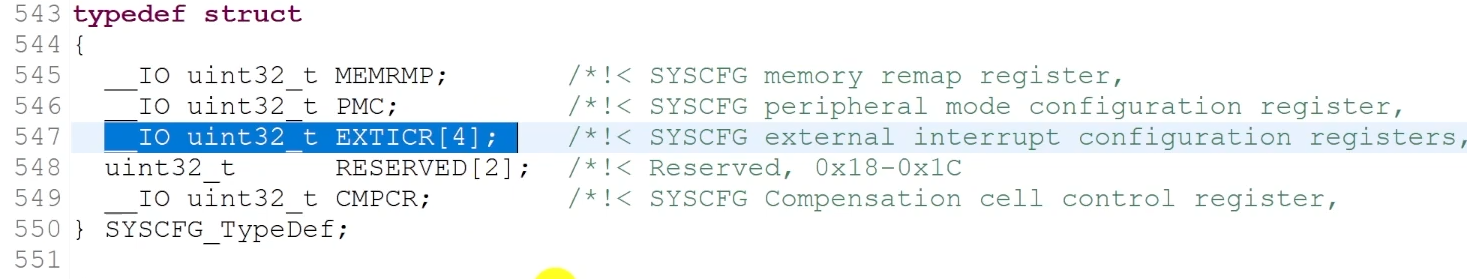 543 typedef struct
544 {
545   __IO uint32_t MEMRMP;        /*!< SYSCFG memory remap register,
546   __IO uint32_t PMC;           /*!< SYSCFG peripheral mode configuration register,
547   __IO uint32_t EXTICR[4];     /*!< SYSCFG external interrupt configuration registers,
548   uint32_t      RESERVED[2];   /*!< Reserved, 0x18-0x1C
549   __IO uint32_t CMPCR;         /*!< SYSCFG Compensation cell control register,
550 } SYSCFG_TypeDef;
551